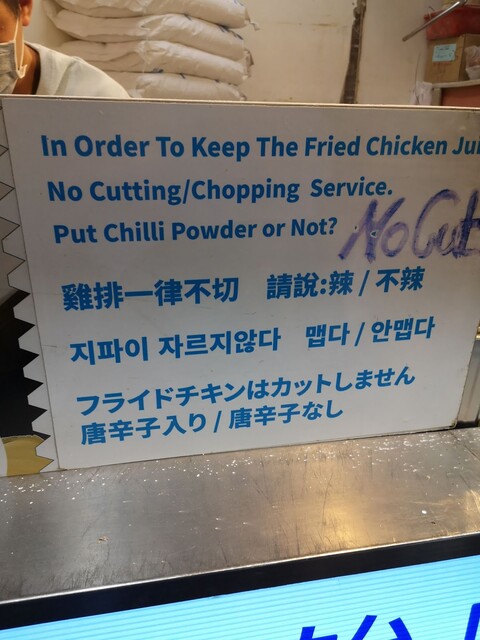 In Order To Keep The Fried Chicken
No Cutting/Chopping Service.
Put Chilli Powder or Not? No Cut
雞排一律不切 請說:辣 / 不辣
지파이 자르지않다 맵다 / 안맵다
フライドチキンはカットしません
唐辛子入り / 唐辛子なし